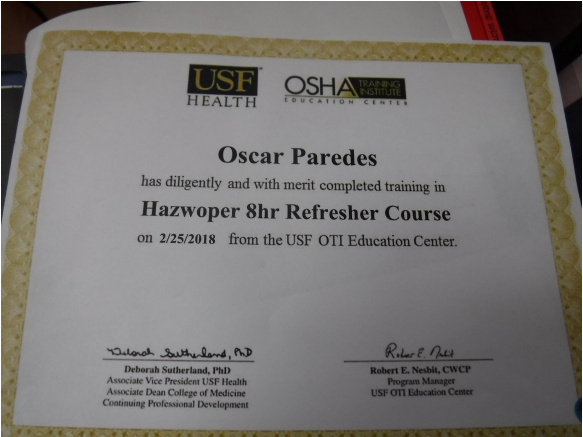 USF
HEALTH
OSHA TRAINING
INSTITUTE
EDUCATION CENTER
Oscar Paredes
has diligently and with merit completed training in
Hazwoper 8hr Refresher Course
on 2/25/2018 from the USF OTI Education Center.
Deborah Sutherland, PhD
Deborah Sutherland, PhD
Associate Vice President USF Health
Associate Dean College of Medicine
Continuing Professional Development
Robert E. Nesbit
Robert E. Nesbit, CWCP
Program Manager
USF OTI Education Center